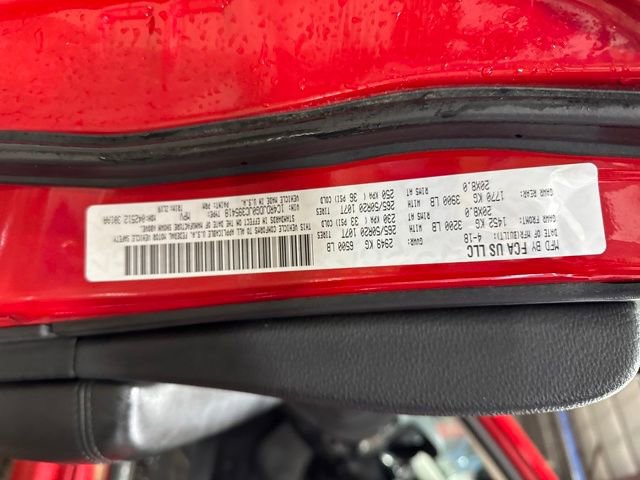 MFD BY FCA US LLC
DATE OF MFR(BUILT): 4-18 GVWR: 2949 KG 6500 LB
GAWR FRONT: 1452 KG 3200 LB WITH 265/50R20 107T TIRES
20X8.0 RIMS AT 230 KPA( 33 PSI) COLD
GAWR REAR: 1770 KG 3900 LB WITH 265/50R20 107T TIRES
20X8.0 RIMS AT 250 KPA( 36 PSI) COLD
THIS VEHICLE CONFORMS TO ALL APPLICABLE U.S.A. FEDERAL MOTOR VEHICLE SAFETY
STANDARDS IN EFFECT ON THE DATE OF MANUFACTURE SHOWN ABOVE.
VIN: VEHICLE MADE IN U.S.A.
TYPE: MPV
PAINT: PR4
MDH: 042512